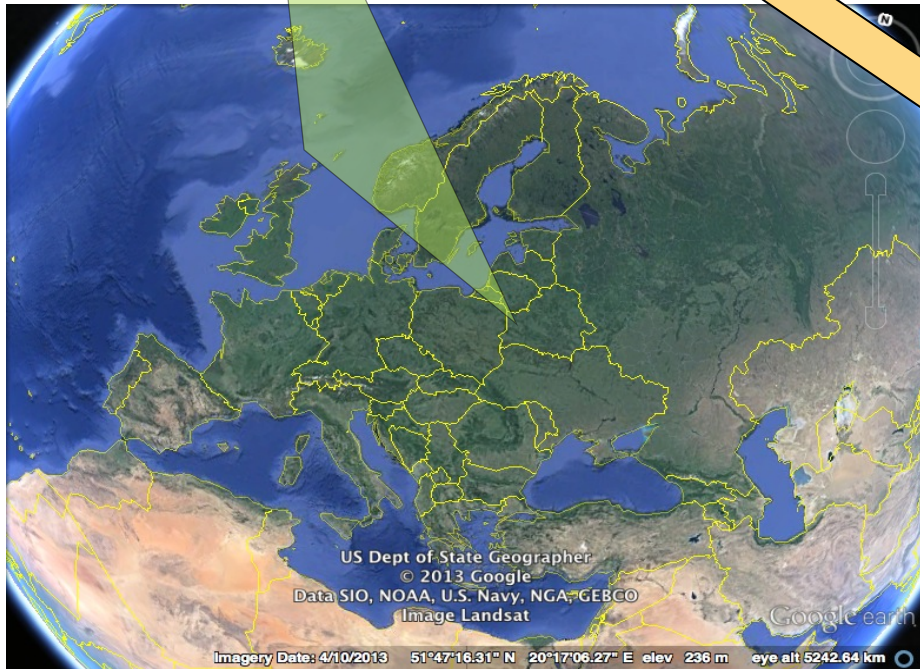 N
US Dept of State Geographer
© 2013 Google
Data SIO, NOAA, U.S. Navy, NGA, GEBCO
Image Landsat
Google earth
Imagery Date: 4/10/2013 51°47'16.31" N 20°17'06.27" E elev 236 m eye alt 5242.64 km